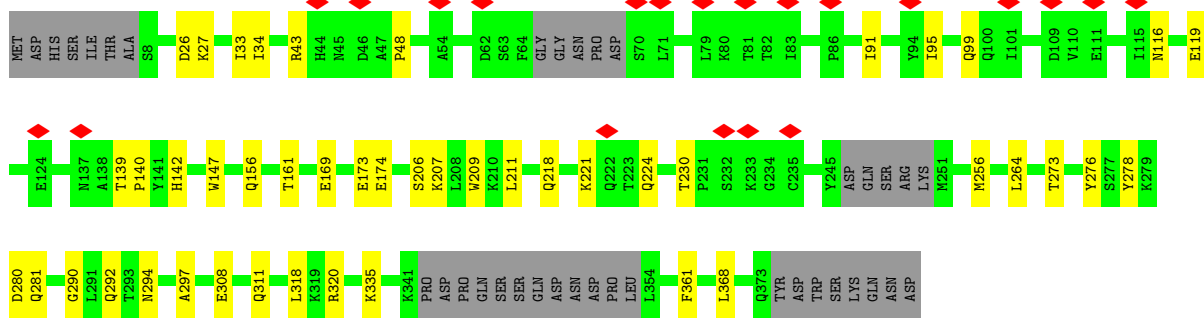 MET ASP HIS SER ILE THR ALA S8 D26 K27 I33 I34 R43 H44 N45 D46 A47 P48 A54 D62 S63 F64 GLY GLY ASN PRO ASP S70 L71 L79 K80 T81 T82 I83 P86 I91 Y94 I95 Q99 Q100 I101 D109 V110 E111 I115 N116 E119
E124 N137 A138 T139 P140 Y141 H142 W147 Q156 T161 E169 E173 E174 S206 K207 L208 W209 K210 L211 Q218 K221 Q222 T223 Q224 T230 P231 S232 K233 G234 C235 Y245 ASP GLN SER ARG LYS M251 M256 L264 T273 Y276 S277 Y278 K279
D280 Q281 G290 L291 Q292 T293 N294 A297 E308 Q311 L318 K319 R320 K335 K341 PRO ASP PRO GLN SER SER GLN ASP ASN ASP PRO LEU L354 F361 L368 Q373 TYR ASP TRP SER LYS GLN ASN ASP